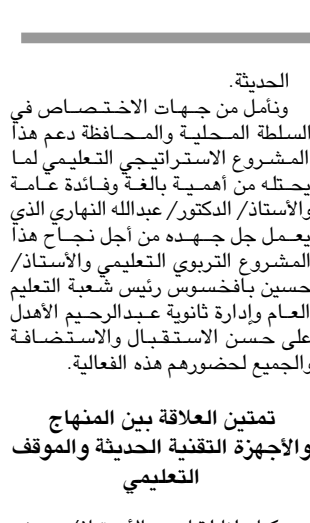 الحديثة.
ونأمل من جهات الاختصاص في
السلطة المحلية والمحافظة دعم هذا
المشروع الاستراتيجي التعليمي لما
يحتله من أهمية بالغة وفائدة عامة
والأستاذ/ الدكتور/ عبدالله النهاري الذي
يعمل جل جهده من أجل نجاح هذا
المشروع التربوي التعليمي والأستاذ/
حسين بافخسوس رئيس شعبة التعليم
العام وإدارة ثانوية عبدالرحيم الأهدل
على حسن الاستقبال والاستضافة
والجميع لحضورهم هذه الفعالية.
تمتين العلاقة بين المنهاج
والأجهزة التقنية الحديثة والموقف
التعليمي